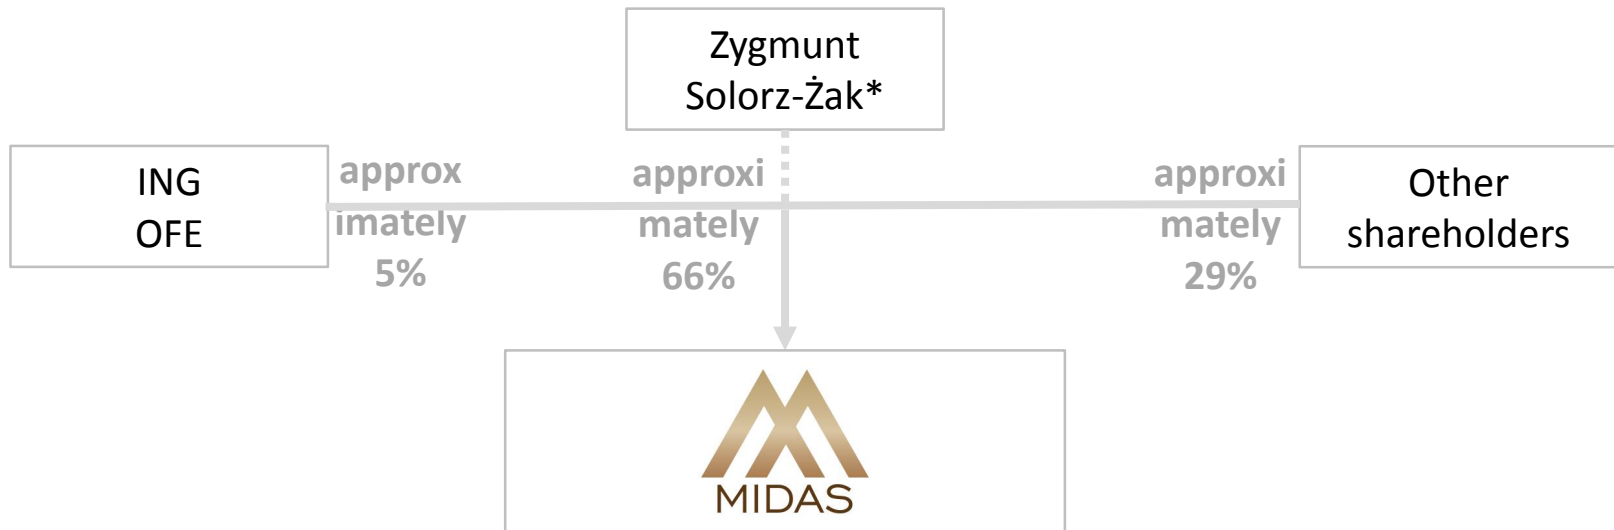 Zygmunt
Solorz-Żak*
ING
OFE
approx
imately
5%
approxi
mately
66%
approxi
mately
29%
Other
shareholders
MIDAS